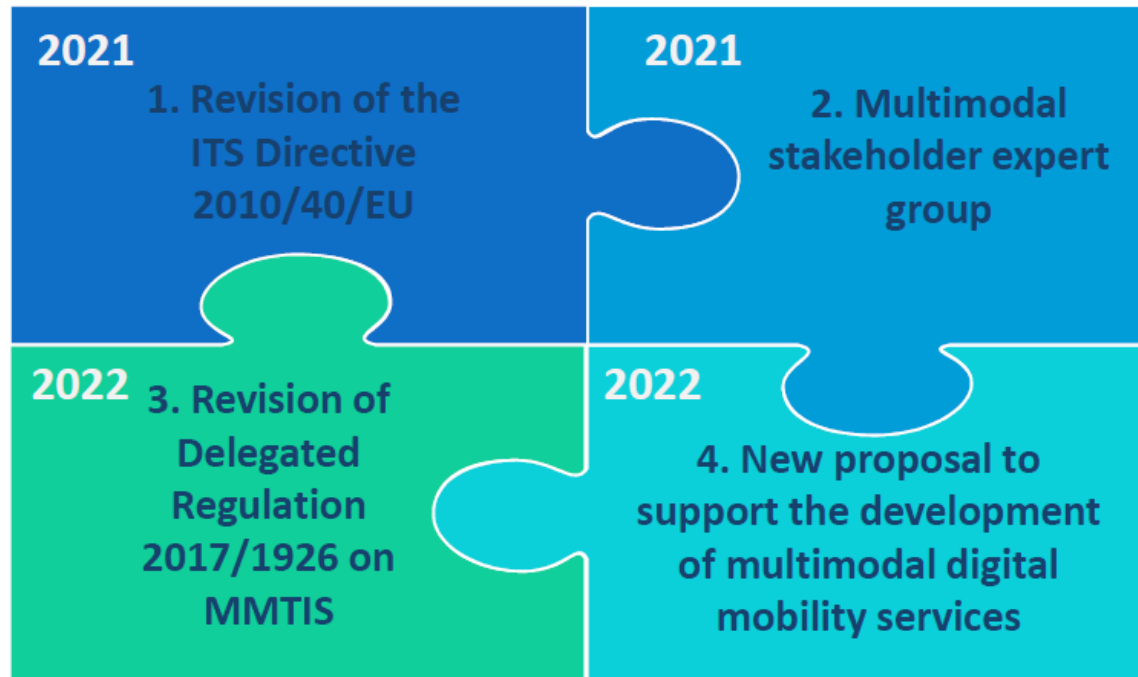 2021
1. Revision of the
ITS Directive
2010/40/EU
2021
2. Multimodal
stakeholder expert
group
2022
3. Revision of
Delegated
Regulation
2017/1926 on
MMTIS
2022
4. New proposal to
support the development
of multimodal digital
mobility services